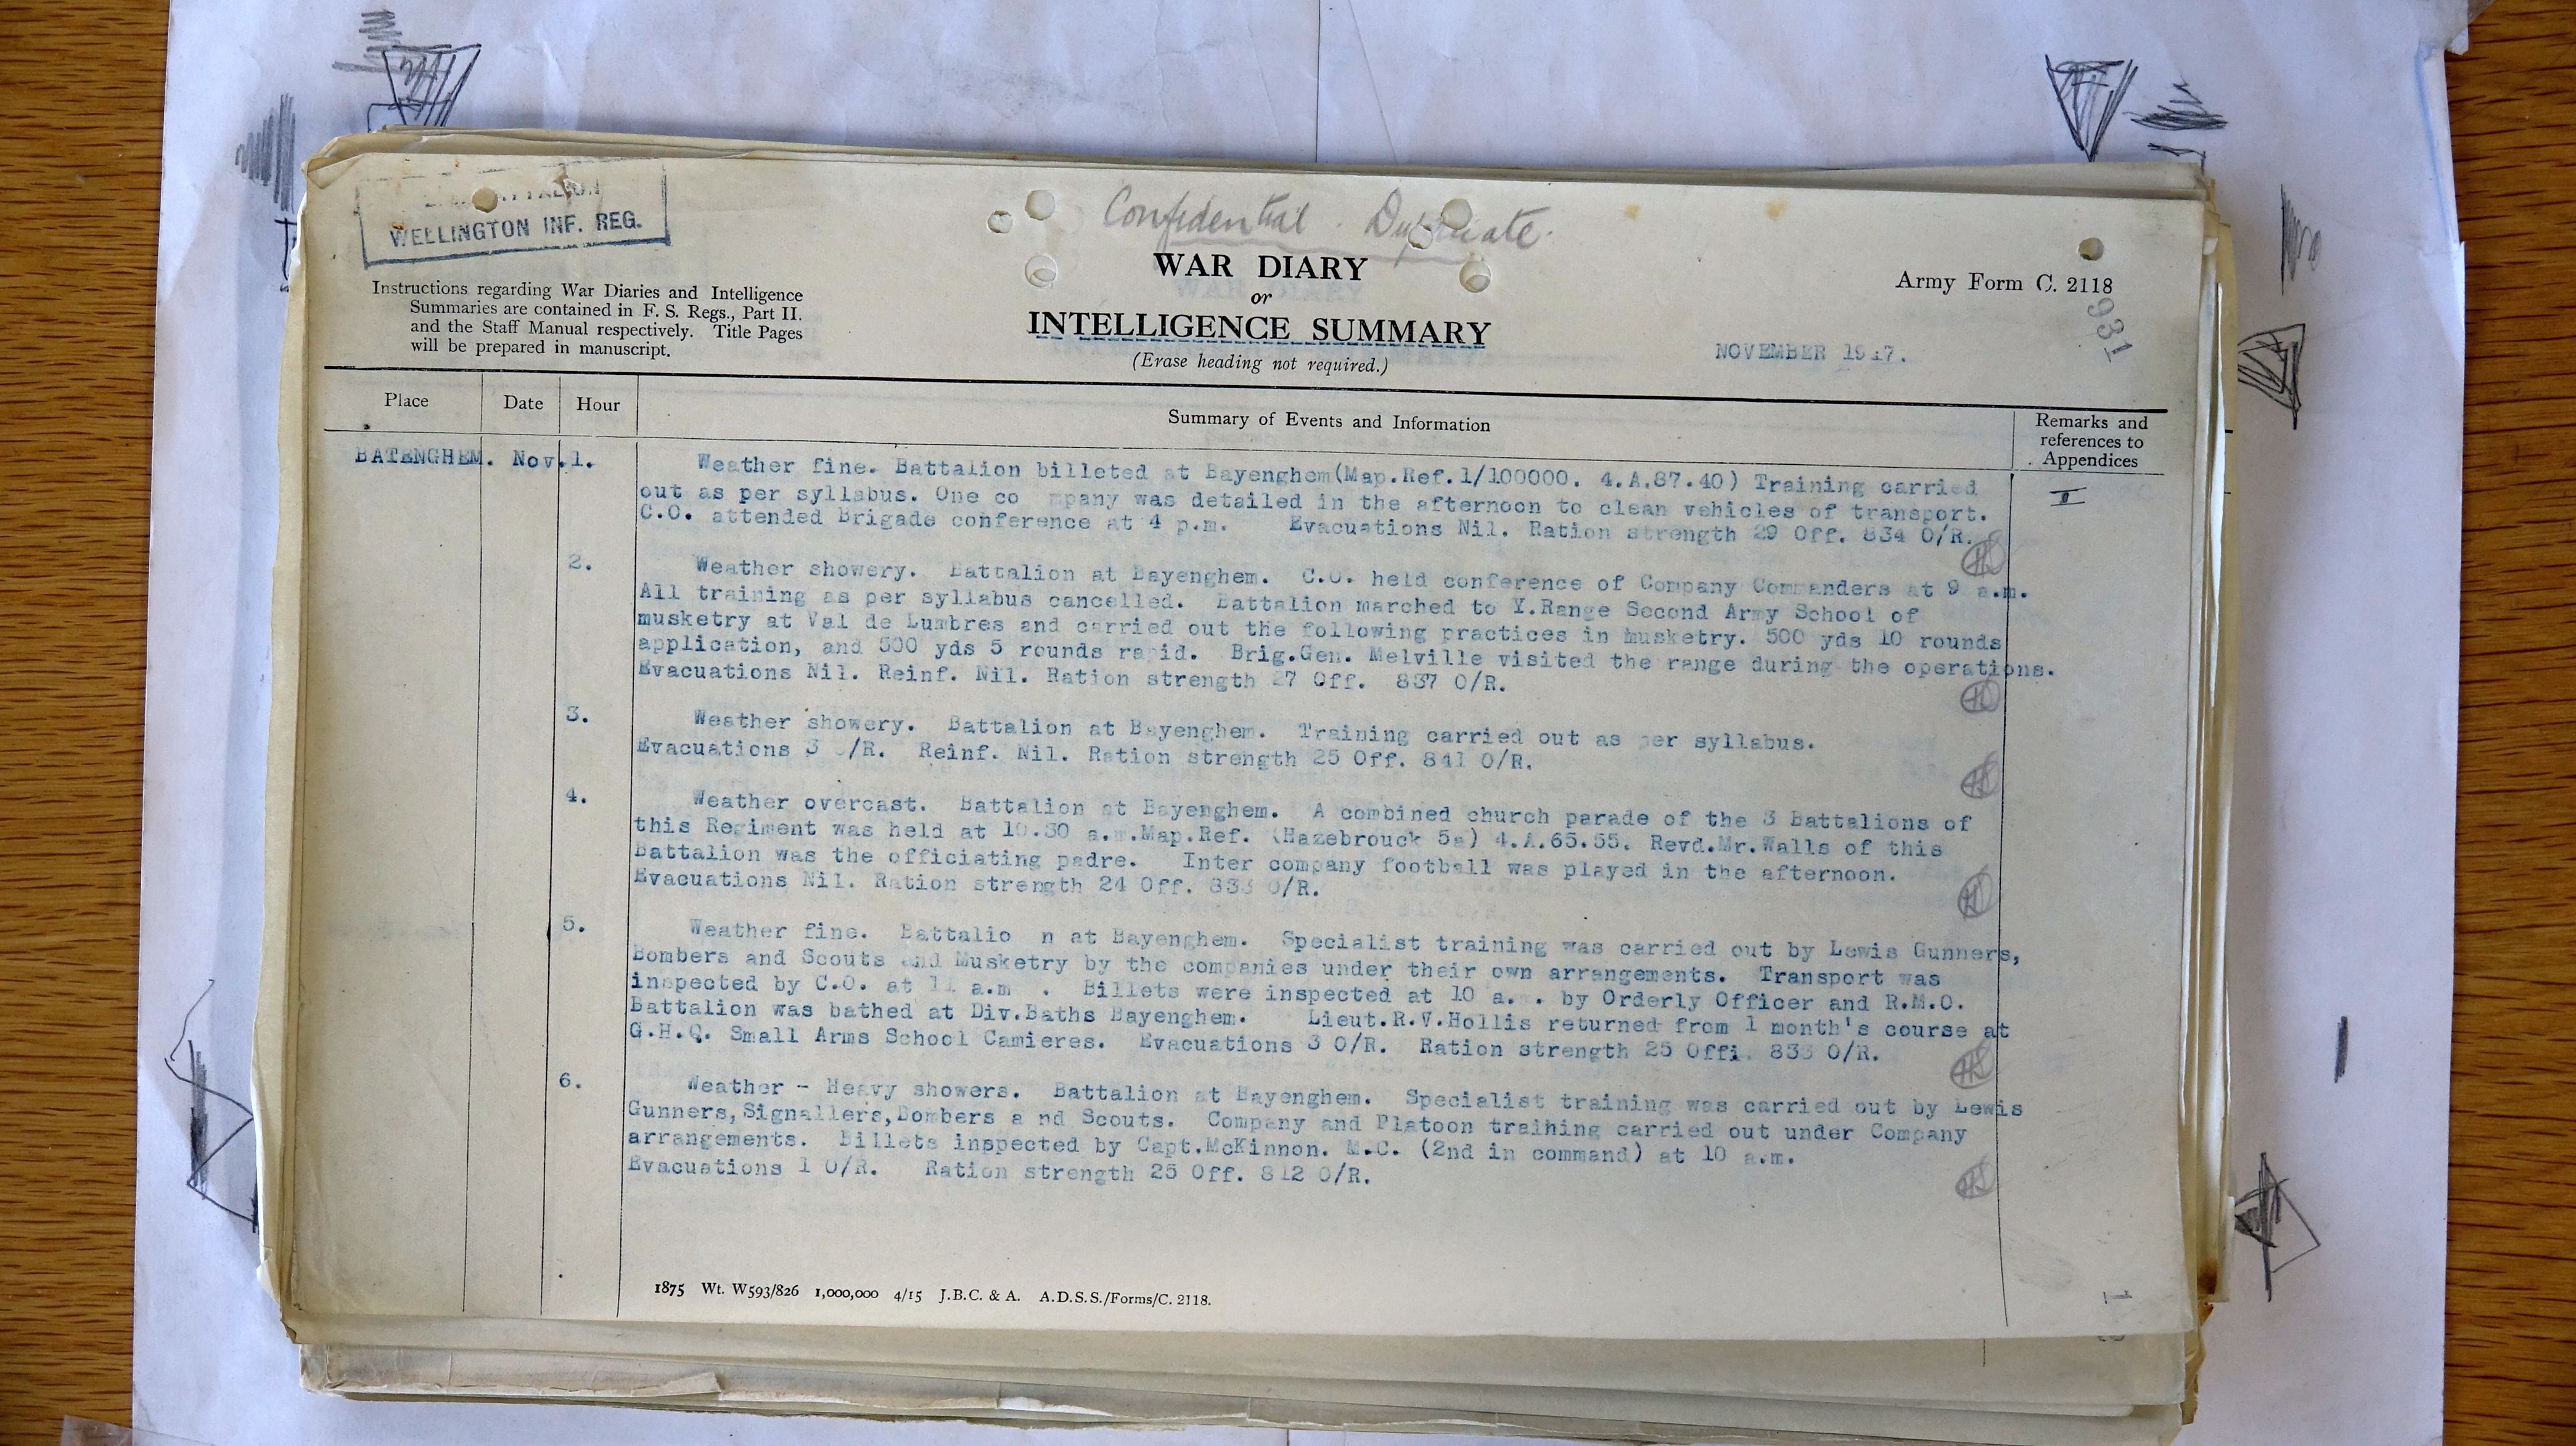 WELLINGTON INF. REG.
Confidential. Duplicate.
WAR DIARY
or
INTELLIGENCE SUMMARY
(Erase heading not required.)
Instructions regarding War Diaries and Intelligence
Summaries are contained in F. S. Regs., Part II.
and the Staff Manual respectively. Title Pages
will be prepared in manuscript.
Army Form C. 2118
931
NOVEMBER 1917.
Place Date Hour Summary of Events and Information Remarks and
references to
Appendices
BAYENGHEM. Nov.1. Weather fine. Battalion billeted at Bayenghem(Map.Ref.1/100000. 4.A.87.40) Training carried
out as per syllabus. One co mpany was detailed in the afternoon to clean vehicles of transport.
C.O. attended Brigade conference at 4 p.m. Evacuations Nil. Ration strength 29 Off. 834 O/R.
I
2. Weather showery. Battalion at Bayenghem. C.O. held conference of Company Commanders at 9 a.m.
All training as per syllabus cancelled. Battalion marched to Y.Range Second Army School of
musketry at Val de Lumbres and carried out the following practices in musketry. 500 yds 10 rounds
application, and 500 yds 5 rounds rapid. Brig.Gen. Melville visited the range during the operations.
Evacuations Nil. Reinf. Nil. Ration strength 27 Off. 837 O/R.
3. Weather showery. Battalion at Bayenghem. Training carried out as per syllabus.
Evacuations 3 O/R. Reinf. Nil. Ration strength 25 Off. 841 O/R.
4. Weather overcast. Battalion at Bayenghem. A combined church parade of the 3 Battalions of
this Regiment was held at 10.30 a.m.Map.Ref. (Hazebrouck 5a) 4.A.65.55. Revd.Mr.Walls of this
Battalion was the officiating padre. Inter company football was played in the afternoon.
Evacuations Nil. Ration strength 24 Off. 833 O/R.
5. Weather fine. Battalio n at Bayenghem. Specialist training was carried out by Lewis Gunners,
Bombers and Scouts and Musketry by the companies under their own arrangements. Transport was
inspected by C.O. at 11 a.m . Billets were inspected at 10 a.m. by Orderly Officer and R.M.O.
Battalion was bathed at Div.Baths Bayenghem. Lieut.R.V.Hollis returned from 1 month's course at
G.H.Q. Small Arms School Camieres. Evacuations 3 O/R. Ration strength 25 Offi. 833 O/R.
6. Weather - Heavy showers. Battalion at Bayenghem. Specialist training was carried out by Lewis
Gunners,Signallers,Bombers a nd Scouts. Company and Platoon traihing carried out under Company
arrangements. Billets inspected by Capt.McKinnon. M.C. (2nd in command) at 10 a.m.
Evacuations 1 O/R. Ration strength 25 Off. 812 O/R.
1875 Wt. W593/826 1,000,000 4/15 J.B.C. & A. A.D.S.S./Forms/C. 2118.